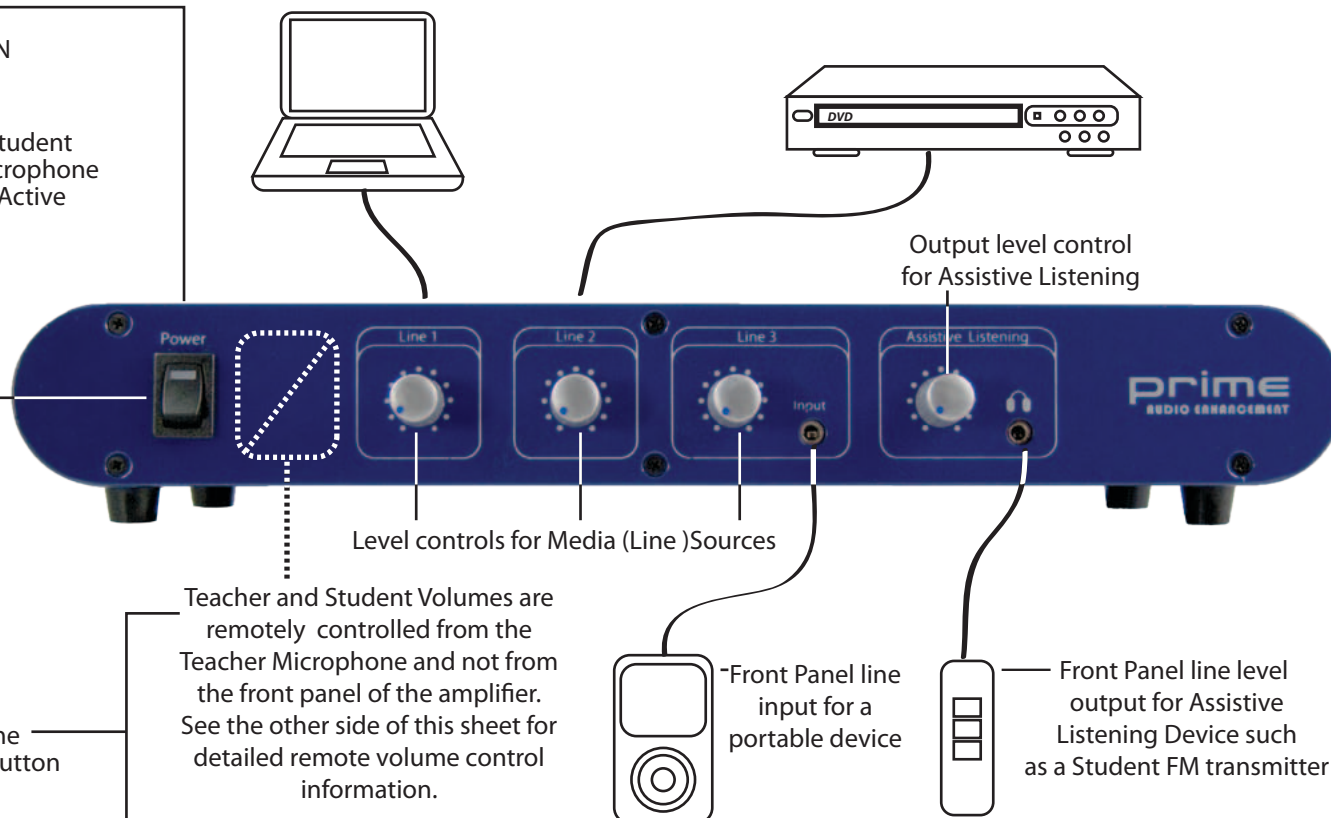 N
tudent
crophone
Active
DVD
Output level control
for Assistive Listening
Power
Line 1
Line 2
Line 3
Input
Assistive Listening
prime
AUDIO ENHANCEMENT
Level controls for Media (Line )Sources
Teacher and Student Volumes are
remotely controlled from the
Teacher Microphone and not from
the front panel of the amplifier.
See the other side of this sheet for
detailed remote volume control
information.
ne
utton
Front Panel line
input for a
portable device
Front Panel line level
output for Assistive
Listening Device such
as a Student FM transmitter